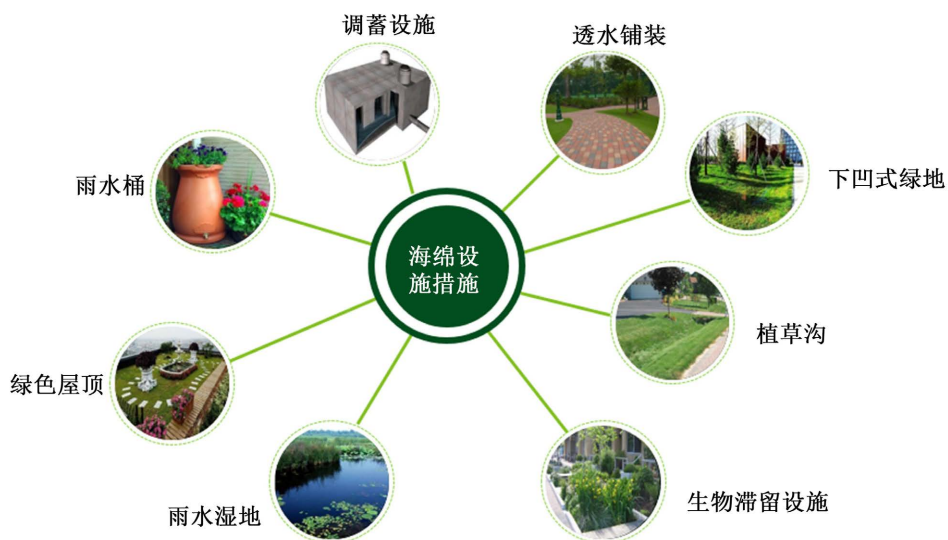 调蓄设施
透水铺装
雨水桶
下凹式绿地
海绵设
施措施
植草沟
绿色屋顶
生物滞留设施
雨水湿地